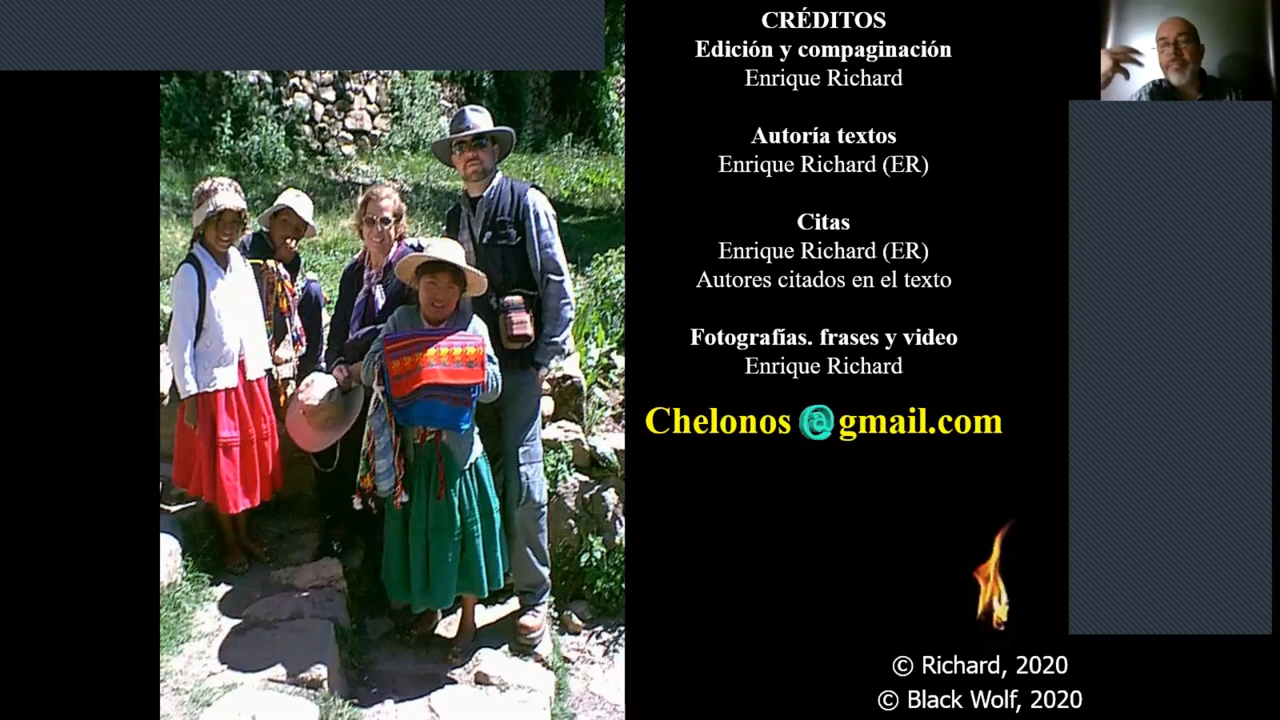 CRÉDITOS
Edición y compaginación
Enrique Richard
Autoría textos
Enrique Richard (ER)
Citas
Enrique Richard (ER)
Autores citados en el texto
Fotografías. frases y video
Enrique Richard
Chelonos @gmail.com
© Richard, 2020
© Black Wolf, 2020